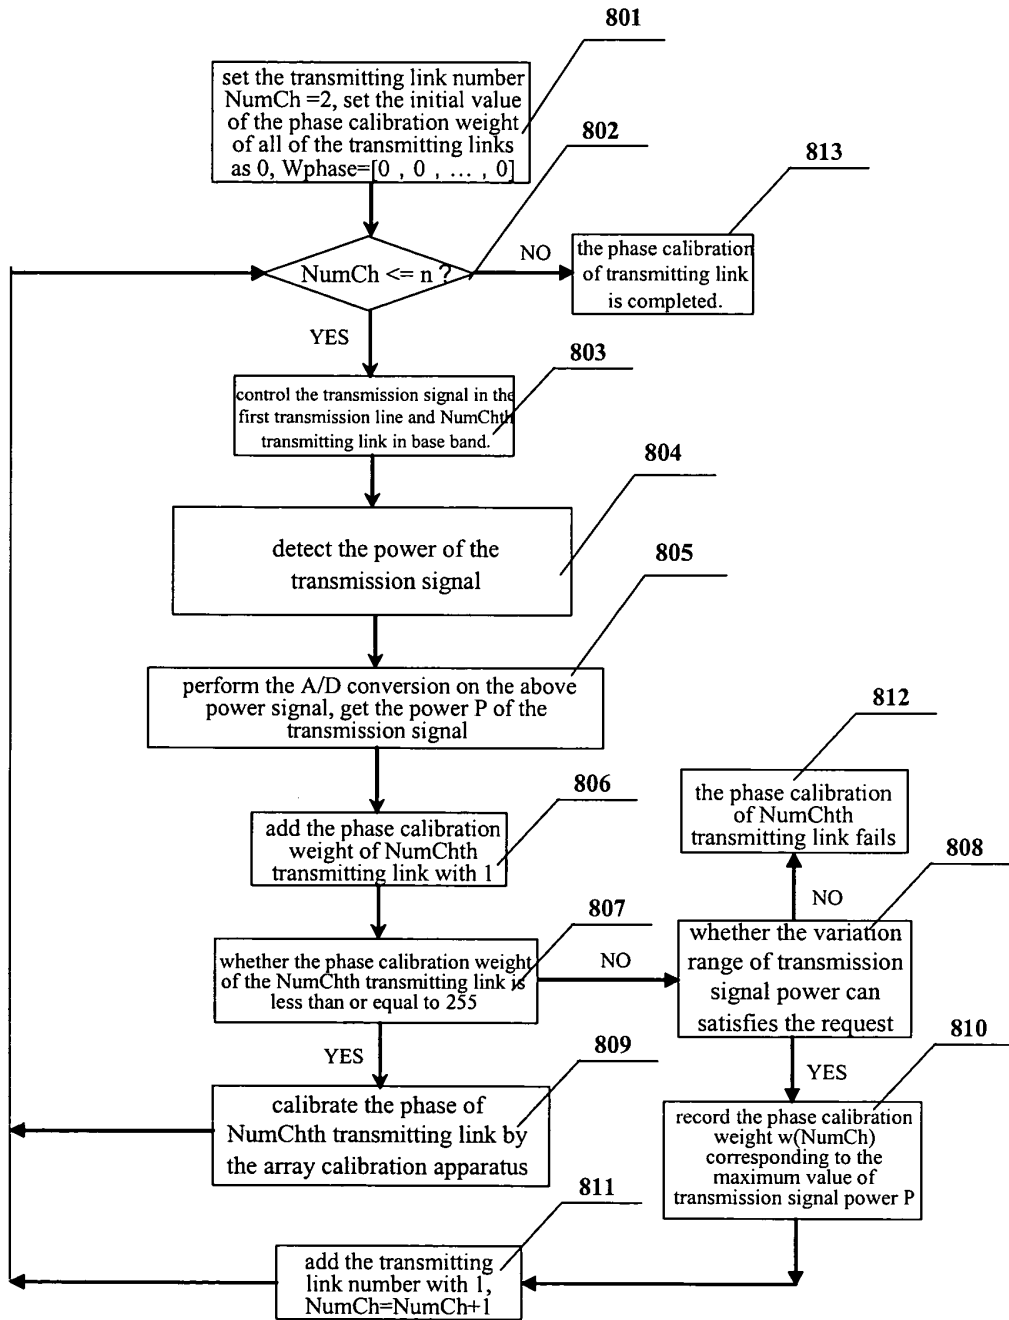 801
set the transmitting link number
NumCh =2, set the initial value
of the phase calibration weight
of all of the transmitting links
as 0, Wphase=[0 , 0 , ... , 0]
802
813
NumCh <= n ?
NO
the phase calibration
of transmitting link
is completed.
YES
803
control the transmission signal in the
first transmission line and NumChth
transmitting link in base band.
804
detect the power of the
transmission signal
805
perform the A/D conversion on the above
power signal, get the power P of the
transmission signal
812
the phase calibration
of NumChth
transmitting link fails
806
add the phase calibration
weight of NumChth
transmitting link with 1
808
NO
807
whether the phase calibration weight
of the NumChth transmitting link is
less than or equal to 255
NO
whether the variation
range of transmission
signal power can
satisfies the request
810
YES
YES
809
calibrate the phase of
NumChth transmitting link by
the array calibration apparatus
record the phase calibration
weight w(NumCh)
corresponding to the
maximum value of
transmission signal power P
811
add the transmitting
link number with 1,
NumCh=NumCh+1